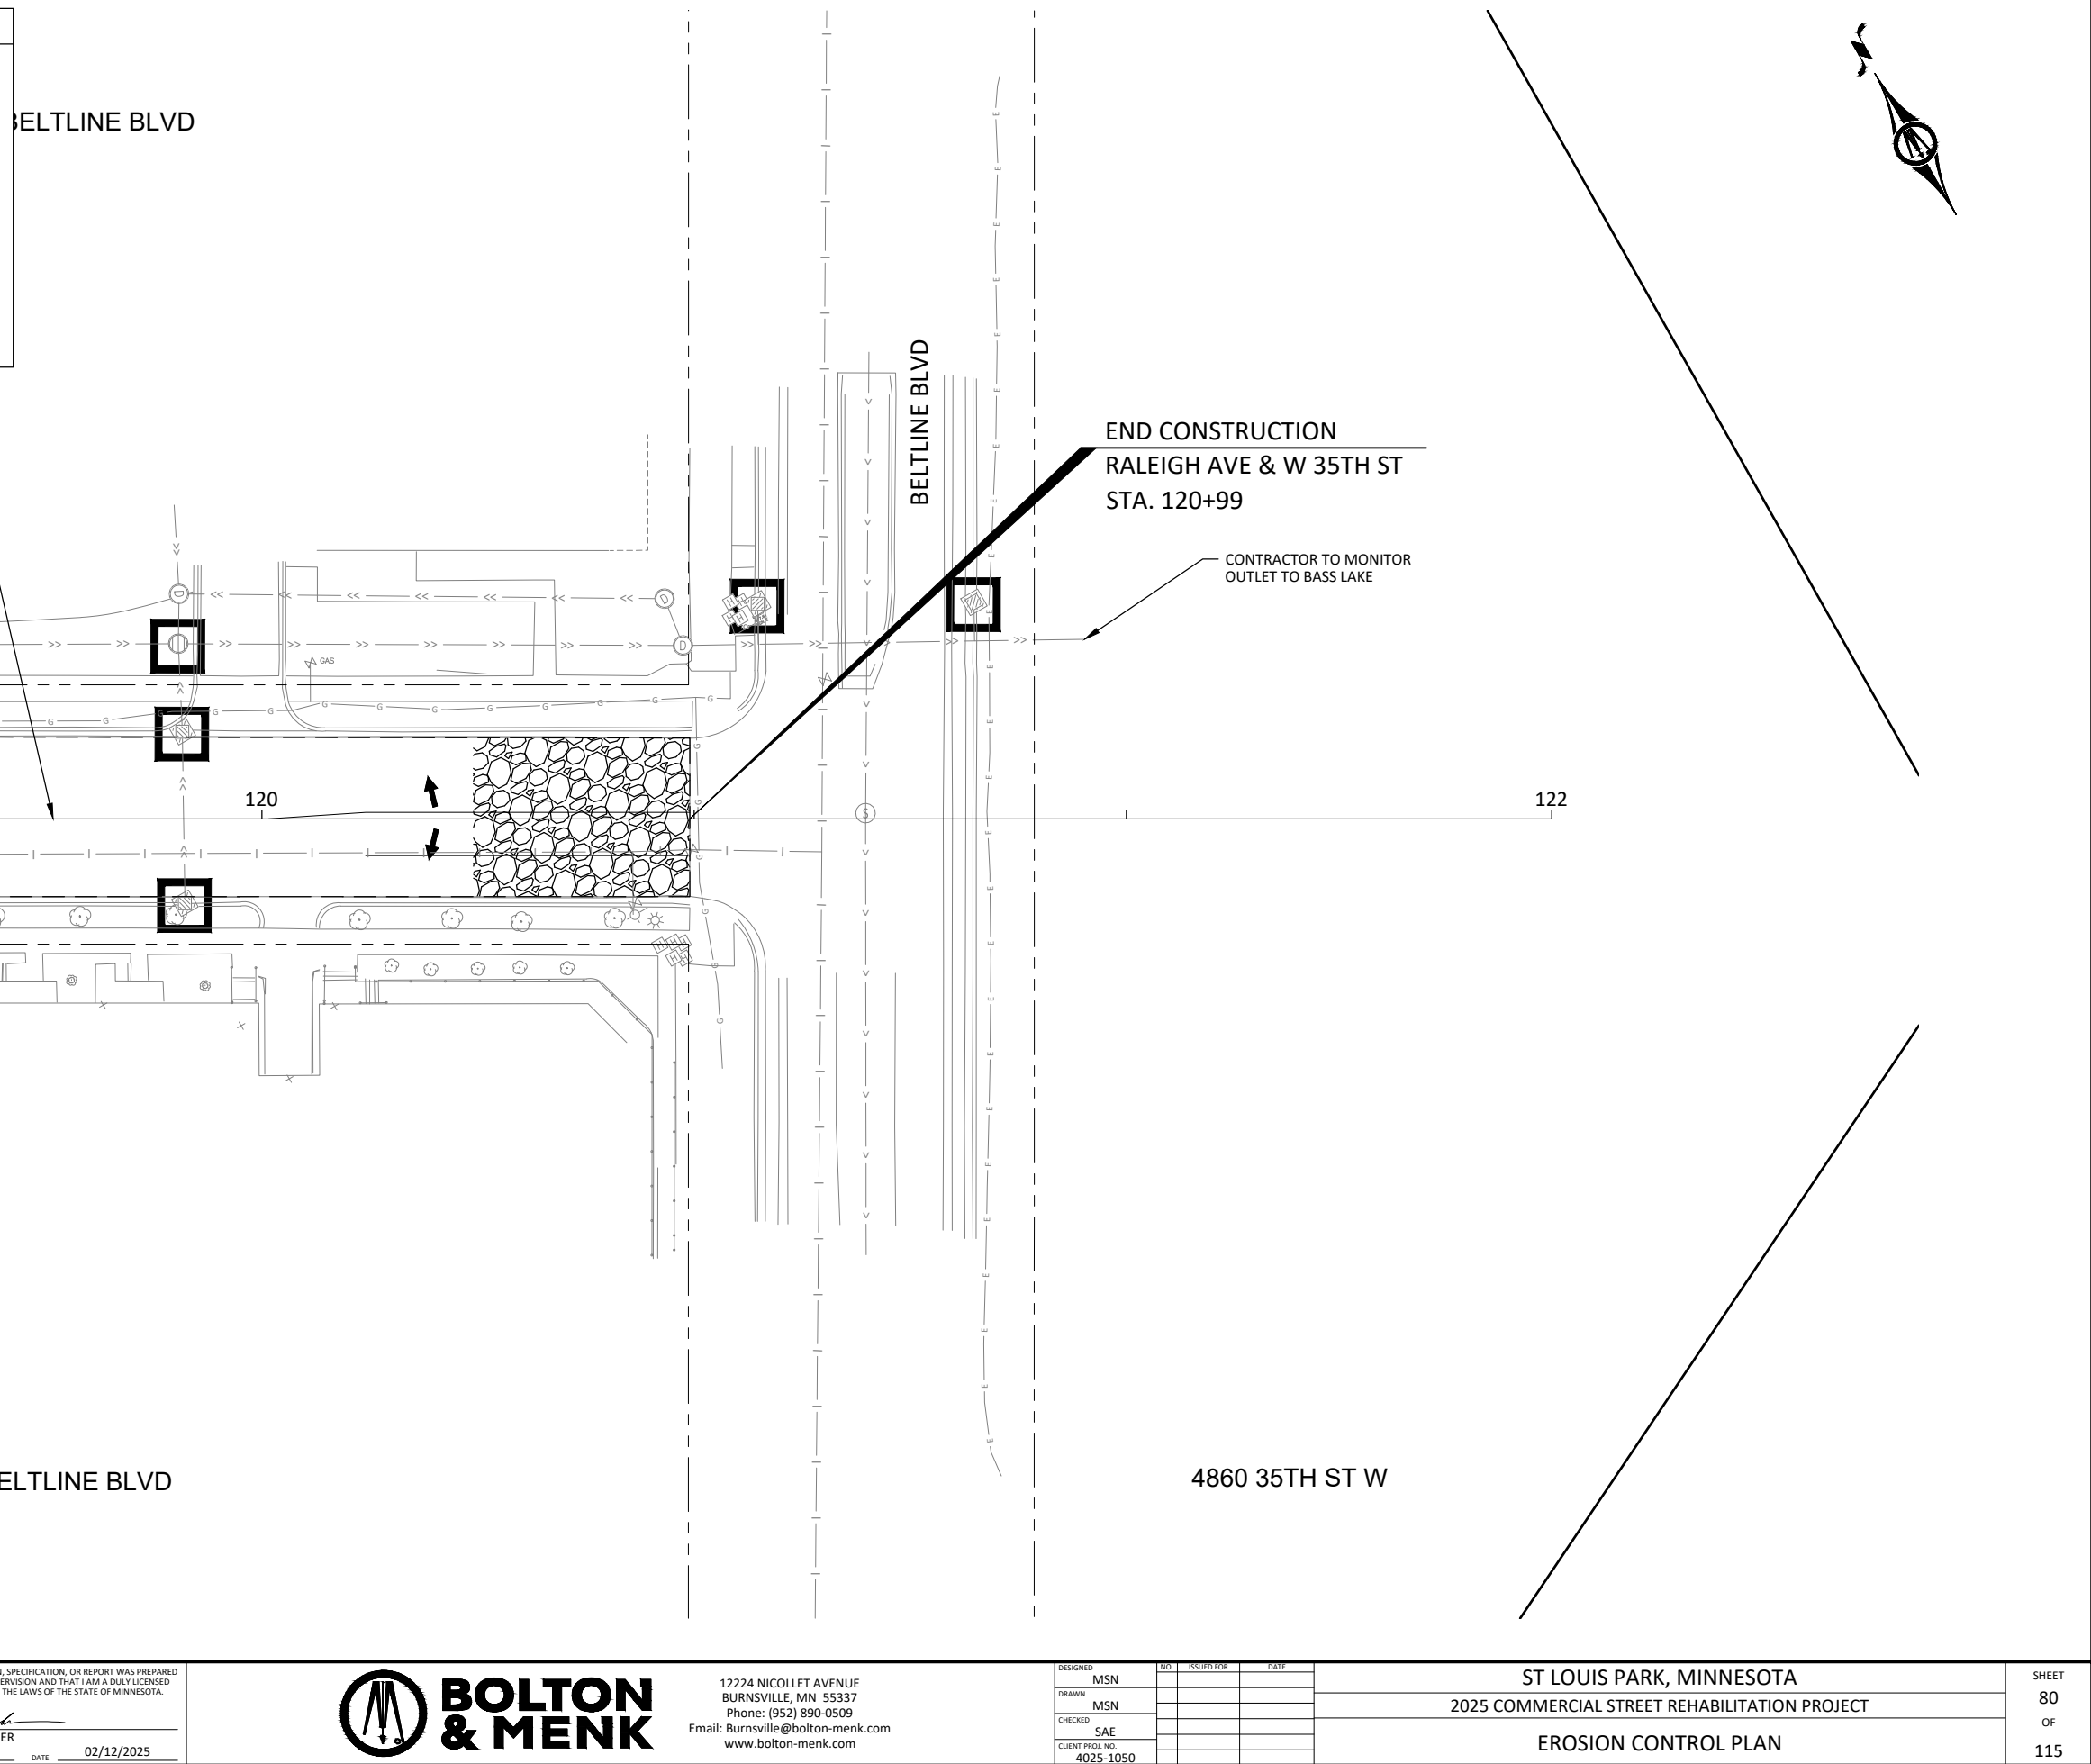 ELTLINE BLVD
N
BELTLINE BLVD
END CONSTRUCTION
RALEIGH AVE & W 35TH ST
STA. 120+99
CONTRACTOR TO MONITOR
OUTLET TO BASS LAKE
GAS
120
122
ELTLINE BLVD
4860 35TH ST W
, SPECIFICATION, OR REPORT WAS PREPARED
ERVISION AND THAT I AM A DULY LICENSED
THE LAWS OF THE STATE OF MINNESOTA.
ER
DATE 02/12/2025
BOLTON
& MENK
12224 NICOLLET AVENUE
BURNSVILLE, MN 55337
Phone: (952) 890-0509
Email: Burnsville@bolton-menk.com
www.bolton-menk.com
DESIGNED
MSN
DRAWN
MSN
CHECKED
SAE
CLIENT PROJ. NO.
4025-1050
NO. ISSUED FOR DATE
ST LOUIS PARK, MINNESOTA
2025 COMMERCIAL STREET REHABILITATION PROJECT
EROSION CONTROL PLAN
SHEET
80
OF
115